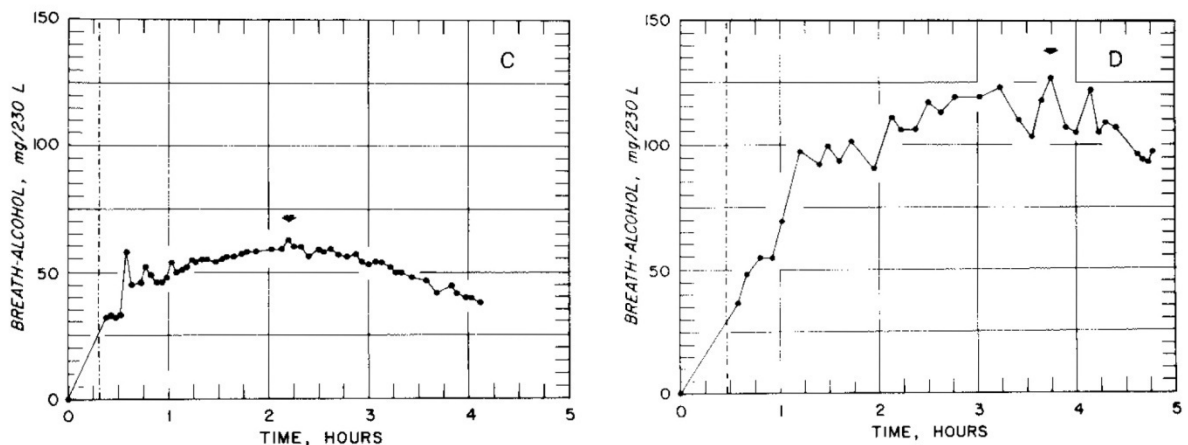 150
100
50
0
BREATH-ALCOHOL, mg/230 L
C
0 1 2 3 4 5
TIME, HOURS
150
100
50
0
BREATH-ALCOHOL, mg/230 L
D
0 1 2 3 4 5
TIME, HOURS